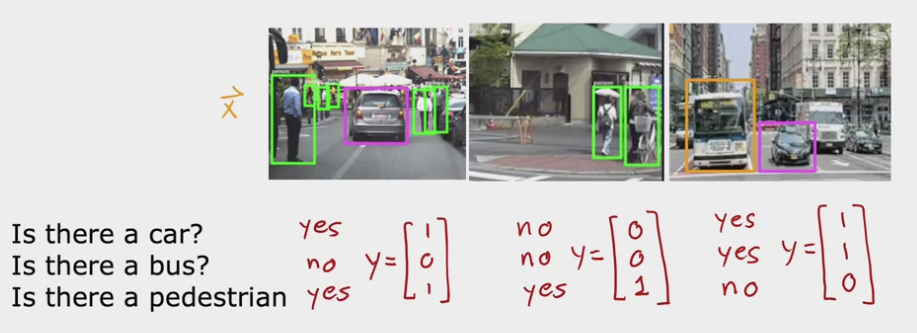 x
Is there a car? yes no yes
Is there a bus? no no yes
Is there a pedestrian yes yes no
y= [1 0 1] y= [0 0 1] y= [1 1 0]